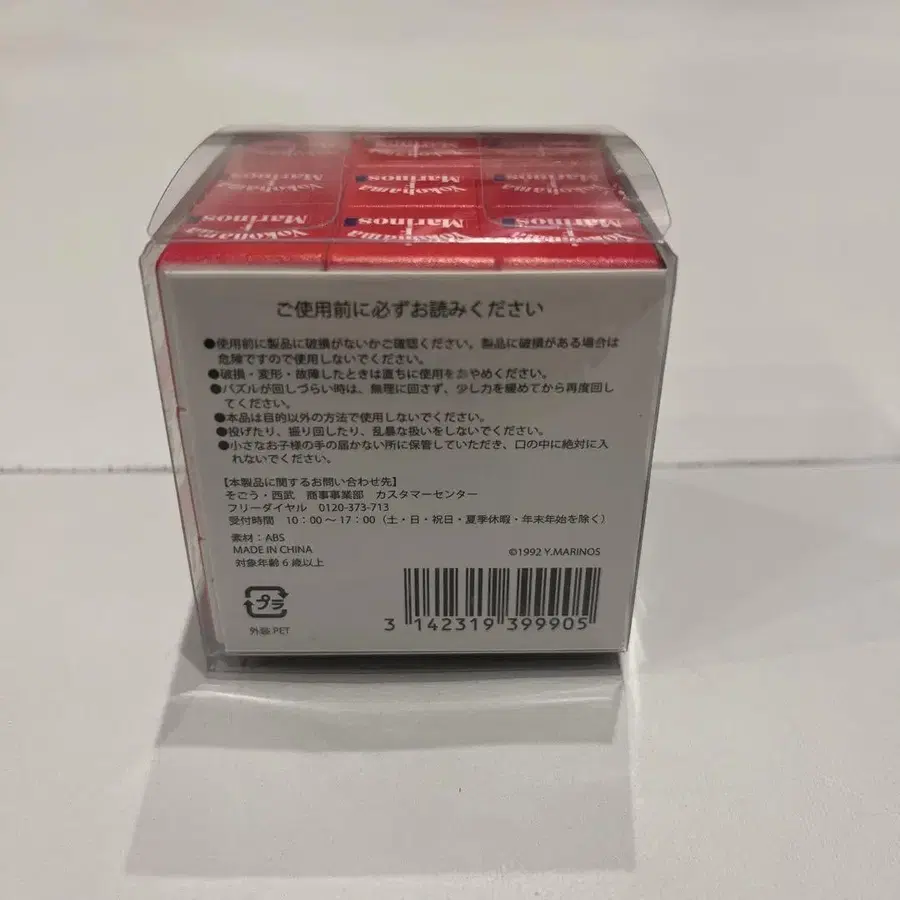 Yokohama
Marinos
Yokohama
Marinos
Yokohama
Marinos
Yokohama
Marinos
Yokohama
Marinos
Yokohama
Marinos
ご使用前に必ずお読みください
●使用前に製品に破損がないかご確認ください。製品に破損がある場合は
危険ですので使用しないでください。
●破損・変形・故障したときは直ちに使用をおやめください。
●パズルが回しづらい時は、無理に回さず、少し力を緩めてから再度回し
てください。
●本品は目的以外の方法で使用しないでください。
●投げたり、振り回したり、乱暴な扱いをしないでください。
●小さなお子様の手の届かない所に保管していただき、口の中に絶対に入
れないでください。
【本製品に関するお問い合わせ先】
そごう・西武 商事事業部 カスタマーセンター
フリーダイヤル 0120-373-713
受付時間 10：00～17：00（土・日・祝日・夏季休暇・年末年始を除く）
素材：ABS
MADE IN CHINA
対象年齢6歳以上
©1992 Y.MARINOS
プラ
外装 PET
3 142319 399905